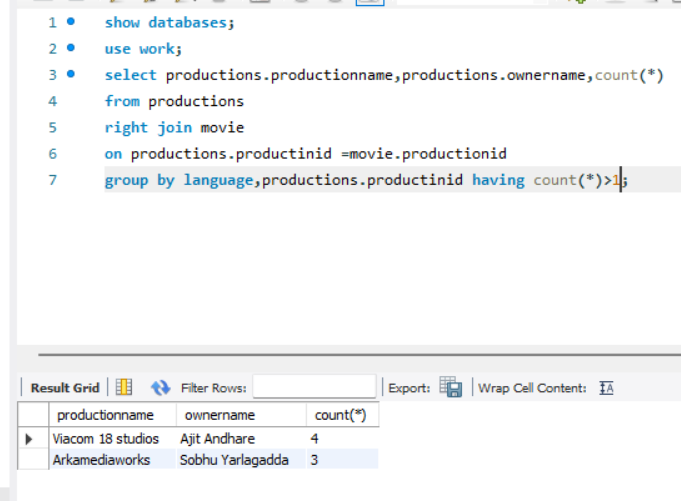 1 show databases;
2 use work;
3 select productions.productionname,productions.ownername,count(*)
4 from productions
5 right join movie
6 on productions.productinid =movie.productionid
7 group by language,productions.productinid having count(*)>1;
Result Grid Filter Rows: Export: Wrap Cell Content:
productionname ownername count(*)
Viacom 18 studios Ajit Andhare 4
Arkamediaworks Sobhu Yarlagadda 3